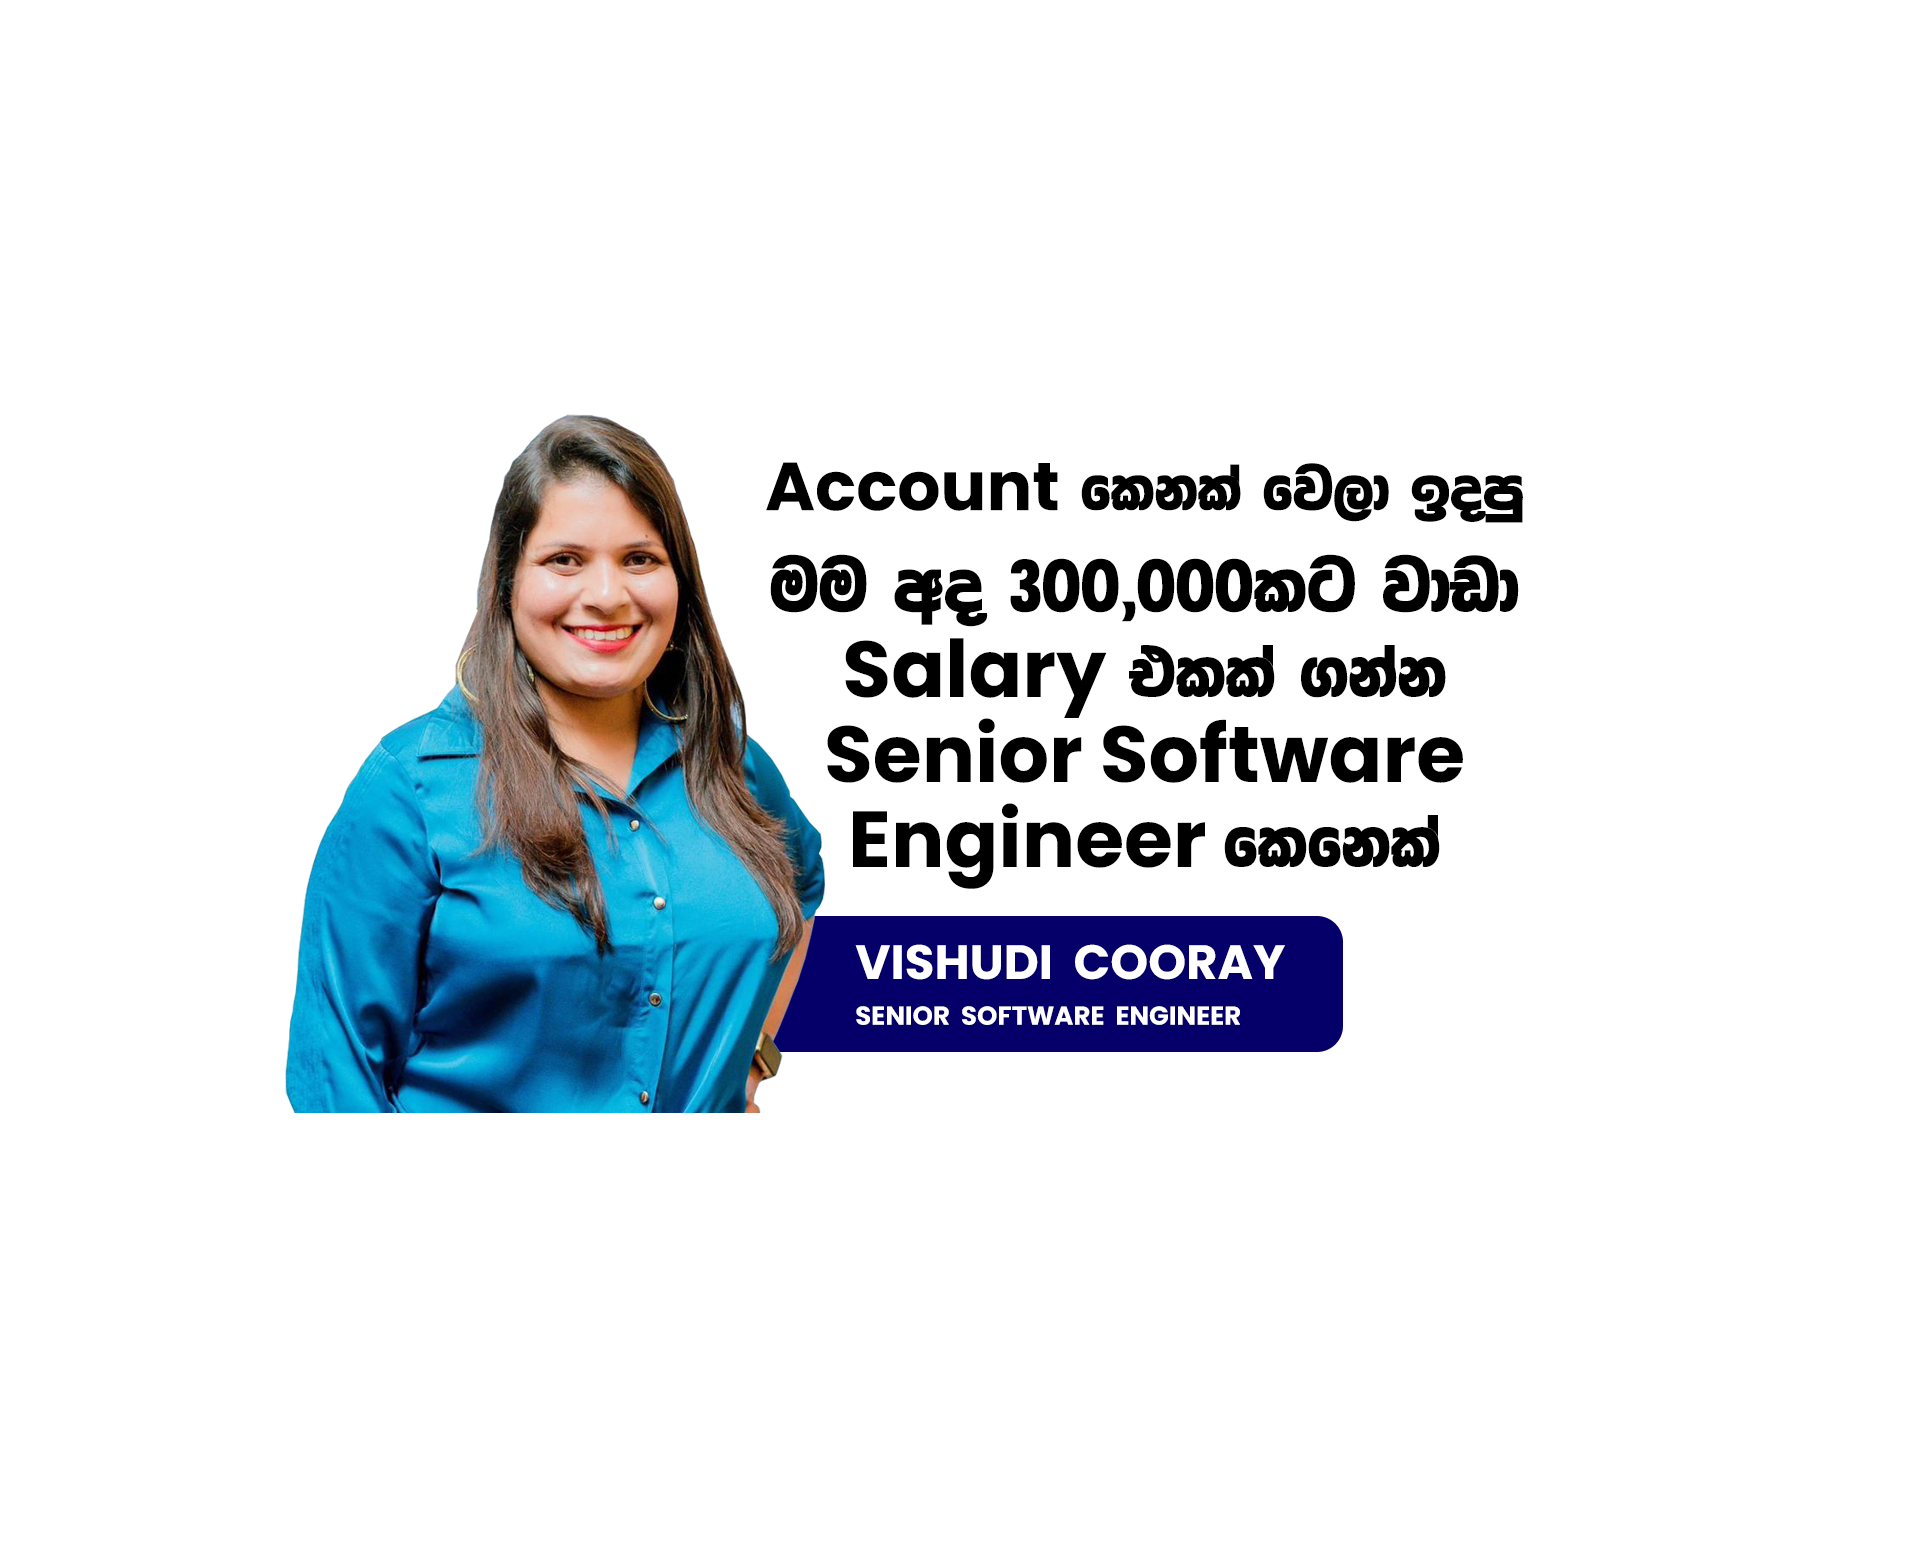 Account කෙනක් වෙලා ඉදපු
මම අද 300,000කට වාඩා
Salary එකක් ගන්න
Senior Software
Engineer කෙනෙක්
VISHUDI COORAY
SENIOR SOFTWARE ENGINEER